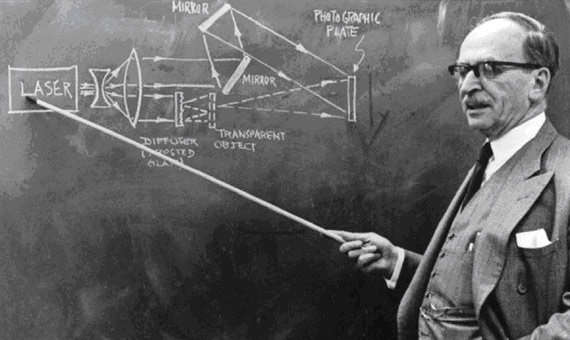 MIRROR
PHOTOGRAPHIC
PLATE
LASER
MIRROR
DIFFUSER
FROSTED
GLASS
TRANSPARENT
OBJECT